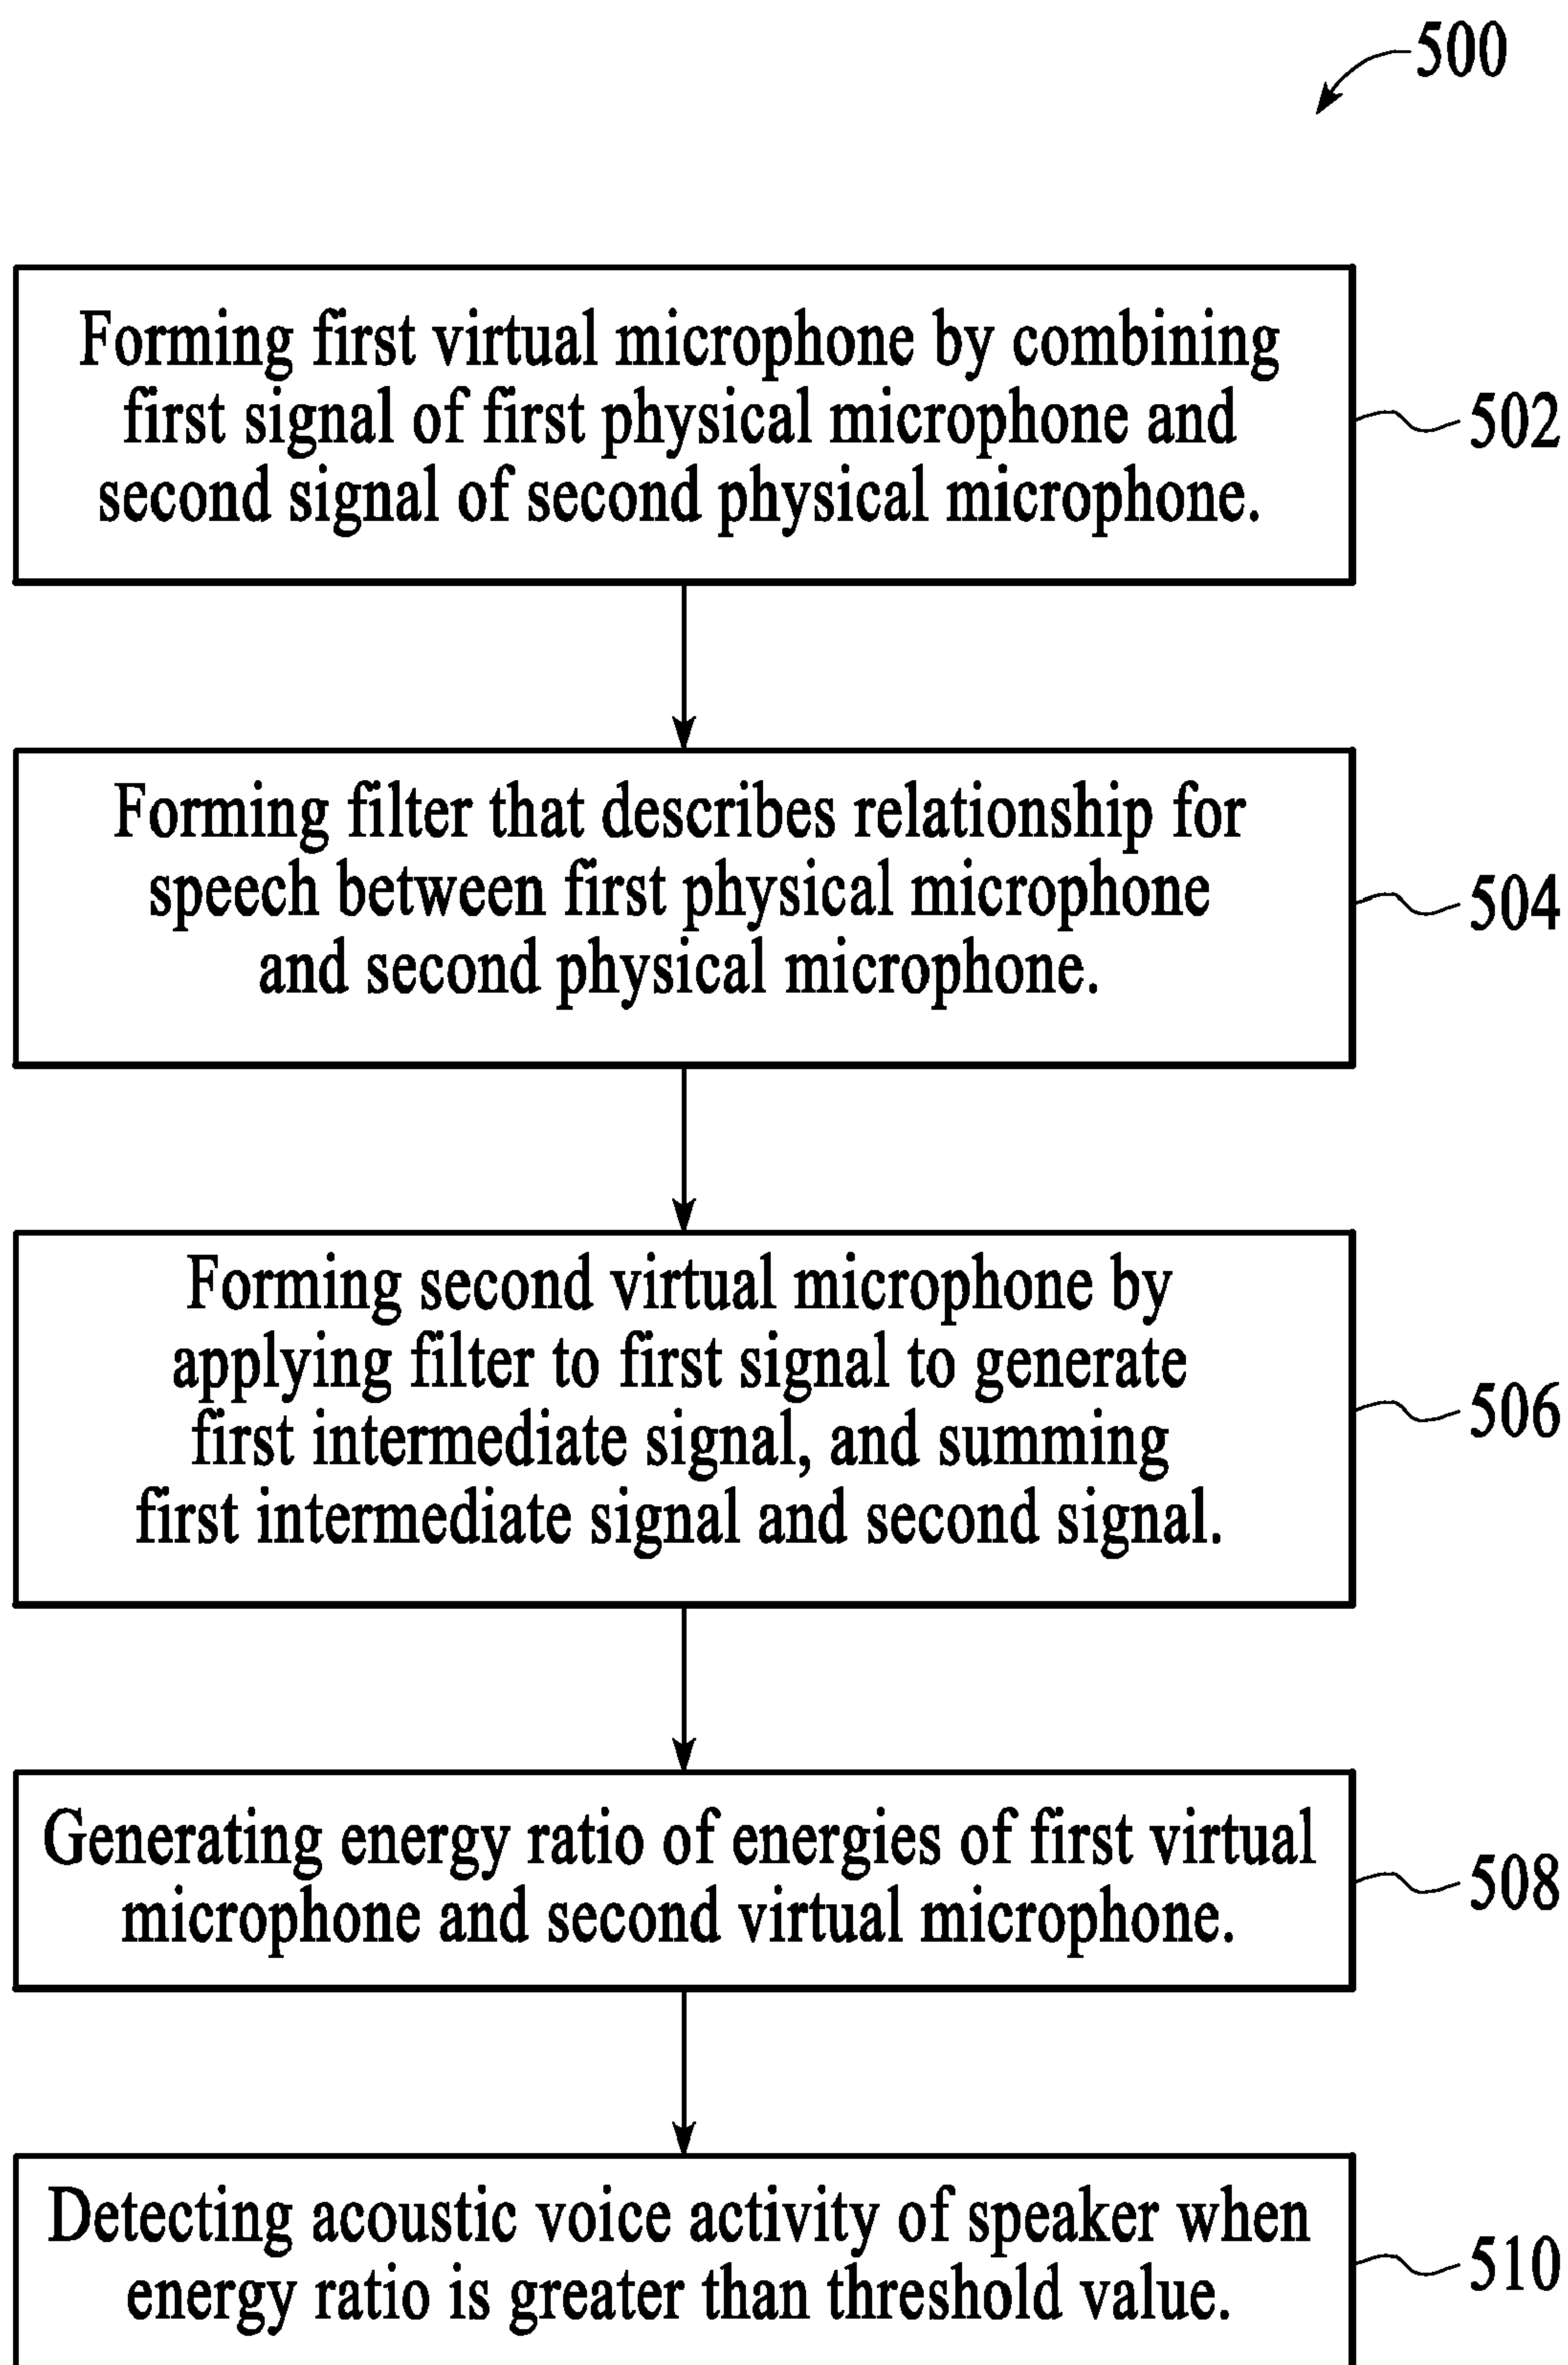 500
Forming first virtual microphone by combining
first signal of first physical microphone and
second signal of second physical microphone.
502
Forming filter that describes relationship for
speech between first physical microphone
and second physical microphone.
504
Forming second virtual microphone by
applying filter to first signal to generate
first intermediate signal, and summing
first intermediate signal and second signal.
506
Generating energy ratio of energies of first virtual
microphone and second virtual microphone.
508
Detecting acoustic voice activity of speaker when
energy ratio is greater than threshold value.
510